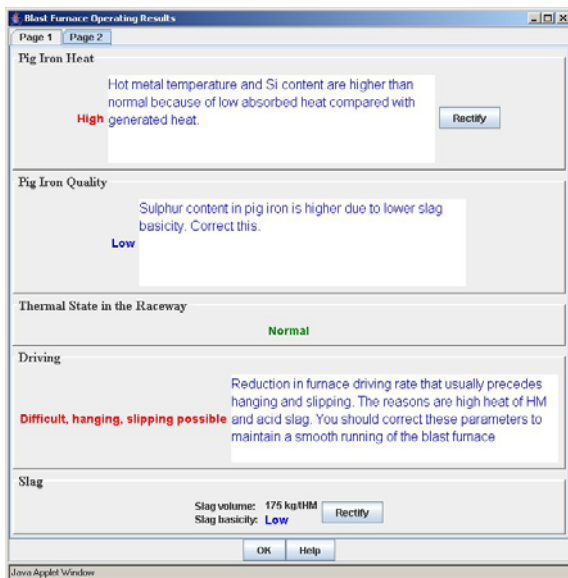 Blast Furnace Operating Results
Page 1 Page 2
Pig Iron Heat
Hot metal temperature and Si content are higher than
normal because of low absorbed heat compared with
High generated heat.
Rectify
Pig Iron Quality
Sulphur content in pig iron is higher due to lower slag
basicity. Correct this.
Low
Thermal State in the Raceway
Normal
Driving
Reduction in furnace driving rate that usually precedes
hanging and slipping. The reasons are high heat of HM
Difficult, hanging, slipping possible and acid slag. You should correct these parameters to
maintain a smooth running of the blast furnace
Slag
Slag volume: 175 kg/tHM
Slag basicity: Low
Rectify
OK Help
Java Applet Window